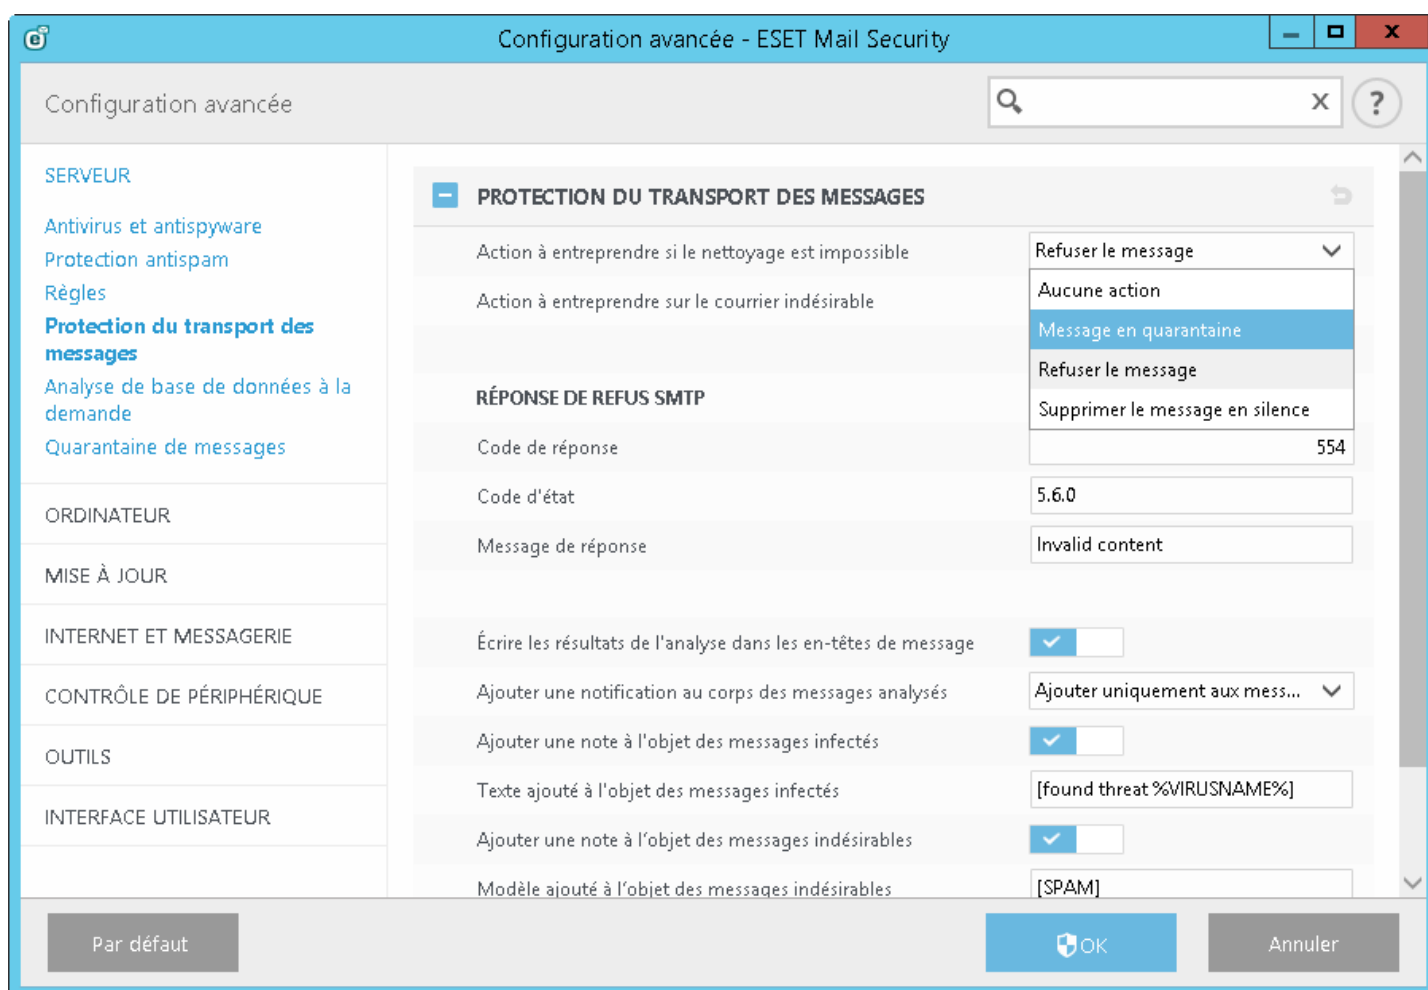 Configuration avancée - ESET Mail Security
Configuration avancée
SERVEUR
Antivirus et antispyware
Protection antispam
Règles
Protection du transport des
messages
Analyse de base de données à la
demande
Quarantaine de messages
ORDINATEUR
MISE À JOUR
INTERNET ET MESSAGERIE
CONTRÔLE DE PÉRIPHÉRIQUE
OUTILS
INTERFACE UTILISATEUR
PROTECTION DU TRANSPORT DES MESSAGES
Action à entreprendre si le nettoyage est impossible
Refuser le message
Aucune action
Message en quarantaine
Refuser le message
Supprimer le message en silence
Action à entreprendre sur le courrier indésirable
RÉPONSE DE REFUS SMTP
Code de réponse
554
Code d'état
5.6.0
Message de réponse
Invalid content
Écrire les résultats de l'analyse dans les en-têtes de message
Ajouter une notification au corps des messages analysés
Ajouter uniquement aux mess...
Ajouter une note à l'objet des messages infectés
Texte ajouté à l'objet des messages infectés
[found threat %VIRUSNAME%]
Ajouter une note à l'objet des messages indésirables
Modèle ajouté à l'objet des messages indésirables
[SPAM]
Par défaut
OK
Annuler